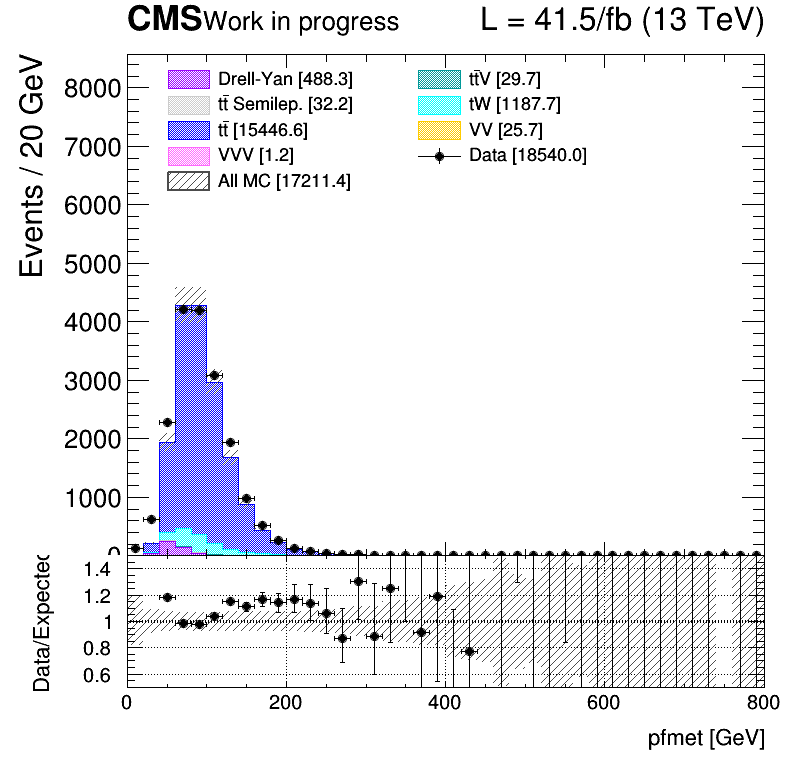 CMS Work in progress L = 41.5/fb (13 TeV)
Events / 20 GeV
8000
7000
6000
5000
4000
3000
2000
1000
0
Drell-Yan [488.3]
tt̄ Semilep. [32.2]
tt̄ [15446.6]
VVV [1.2]
All MC [17211.4]
tt̄V [29.7]
tW [1187.7]
VV [25.7]
Data [18540.0]
Data/Expected
1.4
1.2
1
0.8
0.6
0 200 400 600 800
pfmet [GeV]